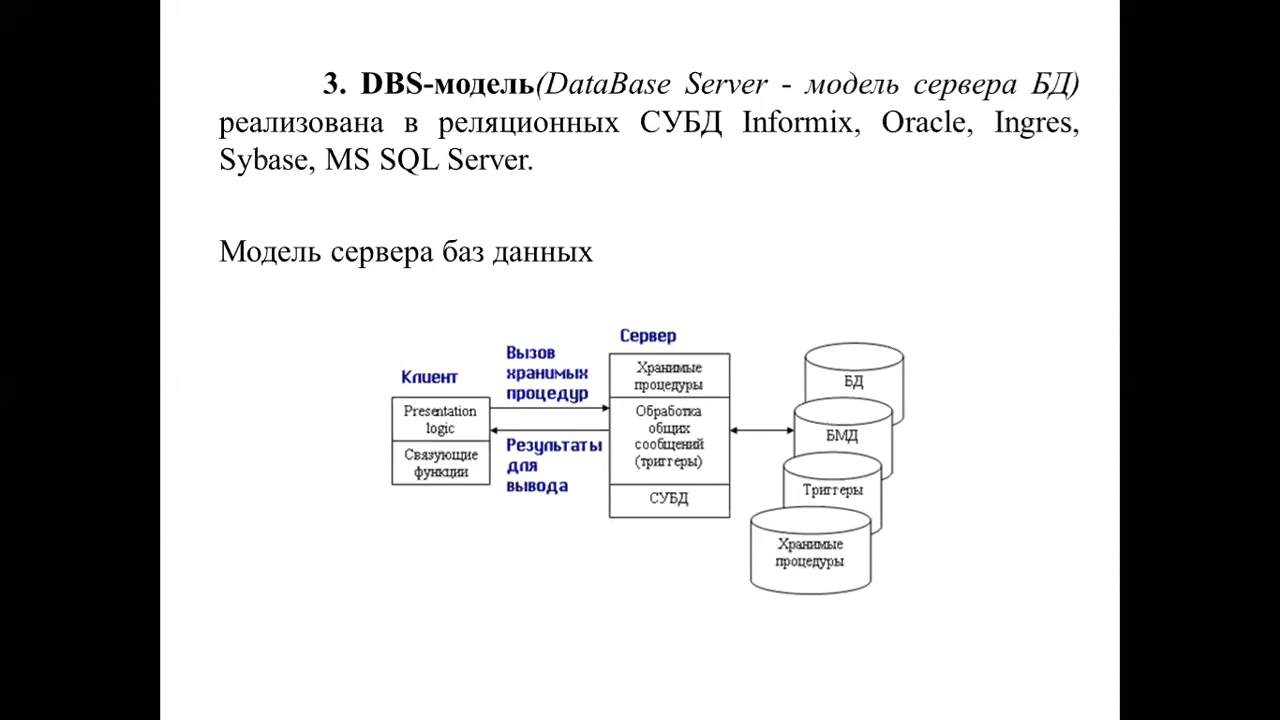 3. DBS-модель(DataBase Server - модель сервера БД)
реализована в реляционных СУБД Informix, Oracle, Ingres,
Sybase, MS SQL Server.
Модель сервера баз данных
Клиент
Presentation
logic
Связующие
функции
Вызов
хранимых
процедур
Результаты
для
вывода
Сервер
Хранимые
процедуры
Обработка
общих
сообщений
(триггеры)
СУБД
БД
БМД
Триггеры
Хранимые
процедуры